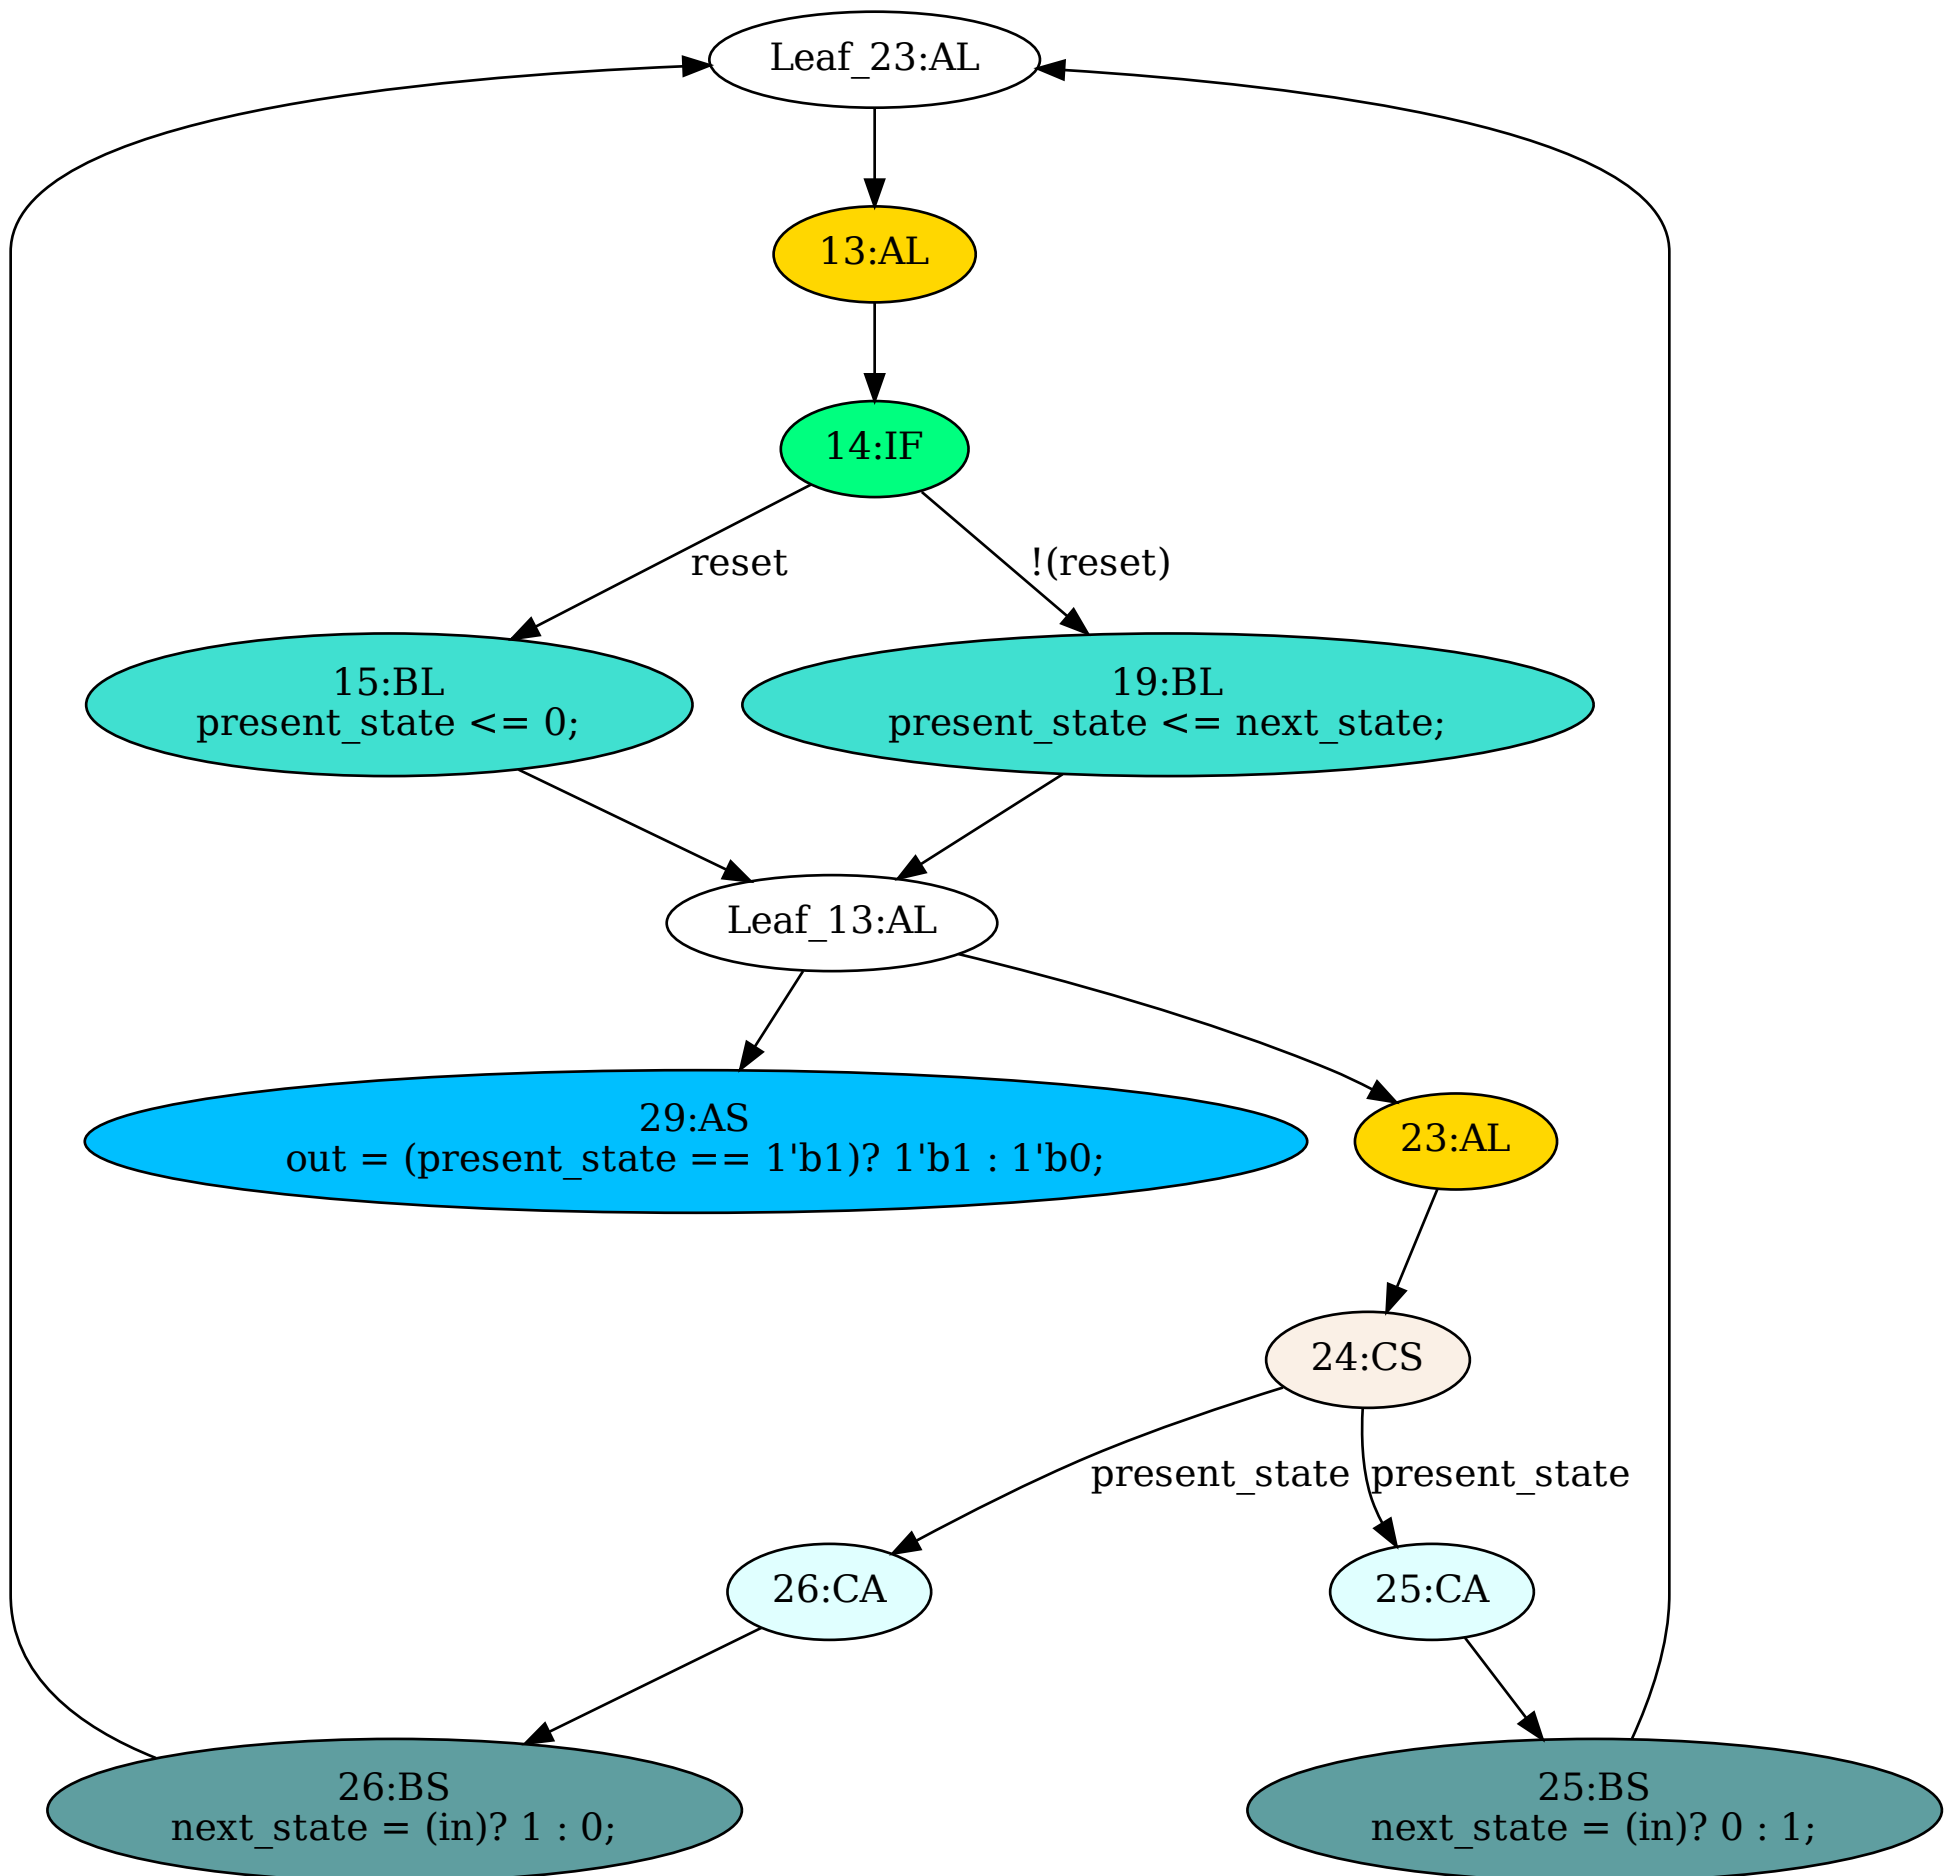 Leaf_23:AL
13:AL
14:IF
reset
!(reset)
15:BL
present_state <= 0;
19:BL
present_state <= next_state;
Leaf_13:AL
29:AS
out = (present_state == 1'b1)? 1'b1 : 1'b0;
23:AL
24:CS
present_state
present_state
26:CA
25:CA
26:BS
next_state = (in)? 1 : 0;
25:BS
next_state = (in)? 0 : 1;